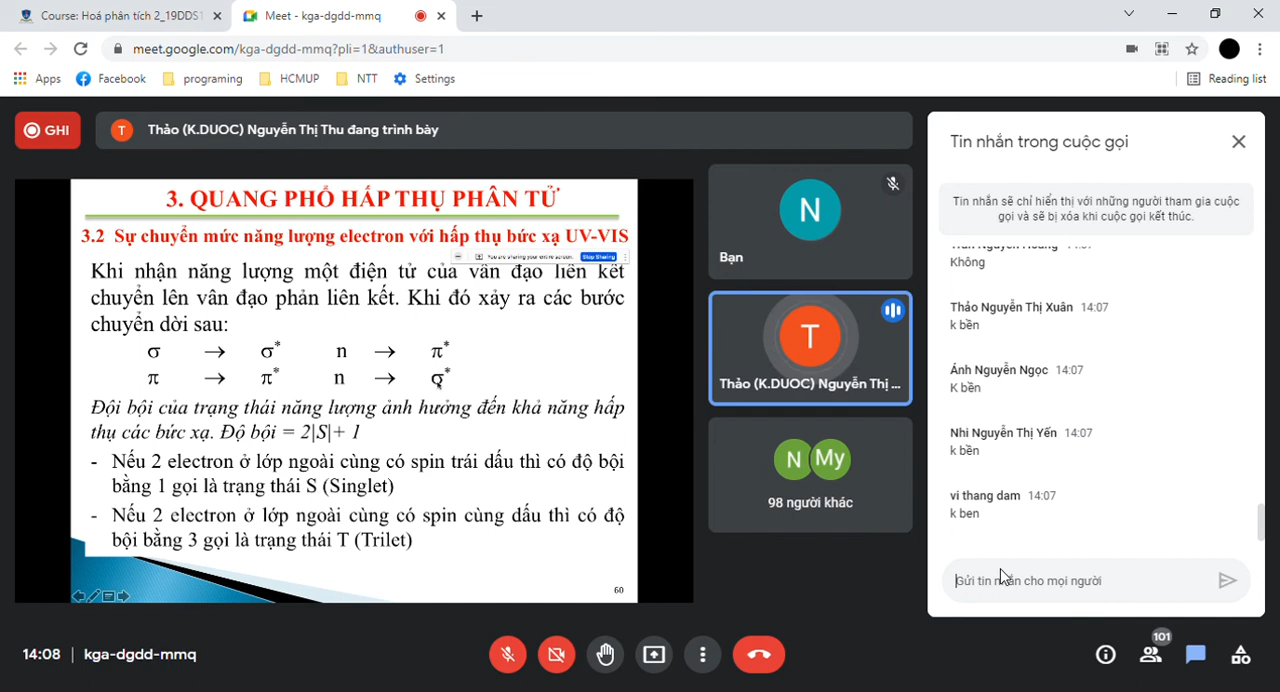 Course: Hoá phân tích 2_19DDS1
Meet - kga-dgdd-mmq
meet.google.com/kga-dgdd-mmq?pli=1&authuser=1
Apps
Facebook
programing
HCMUP
NTT
Settings
Reading list
GHI
T
Thảo (K.DUOC) Nguyễn Thị Thu đang trình bày
3. QUANG PHỔ HẤP THỤ PHÂN TỬ
3.2 Sự chuyển mức năng lượng electron với hấp thụ bức xạ UV-VIS
You are sharing your entire screen.
Stop Sharing
Khi nhận năng lượng một điện tử của vân đạo liên kết
chuyển lên vân đạo phản liên kết. Khi đó xảy ra các bước
chuyển dời sau:
σ → σ* n → π*
π → π* n → σ*
Đội bội của trạng thái năng lượng ảnh hưởng đến khả năng hấp
thụ các bức xạ. Độ bội = 2|S|+ 1
- Nếu 2 electron ở lớp ngoài cùng có spin trái dấu thì có độ bội
bằng 1 gọi là trạng thái S (Singlet)
- Nếu 2 electron ở lớp ngoài cùng có spin cùng dấu thì có độ
bội bằng 3 gọi là trạng thái T (Trilet)
60
N
Bạn
T
Thảo (K.DUOC) Nguyễn Thị ...
N
My
98 người khác
Tin nhắn trong cuộc gọi
Tin nhắn sẽ chỉ hiển thị với những người tham gia cuộc
gọi và sẽ bị xóa khi cuộc gọi kết thúc.
Không
Thảo Nguyễn Thị Xuân 14:07
k bền
Ánh Nguyễn Ngọc 14:07
K bền
Nhi Nguyễn Thị Yến 14:07
k bền
vi thang dam 14:07
k ben
Gửi tin nhắn cho mọi người
14:08 | kga-dgdd-mmq
101